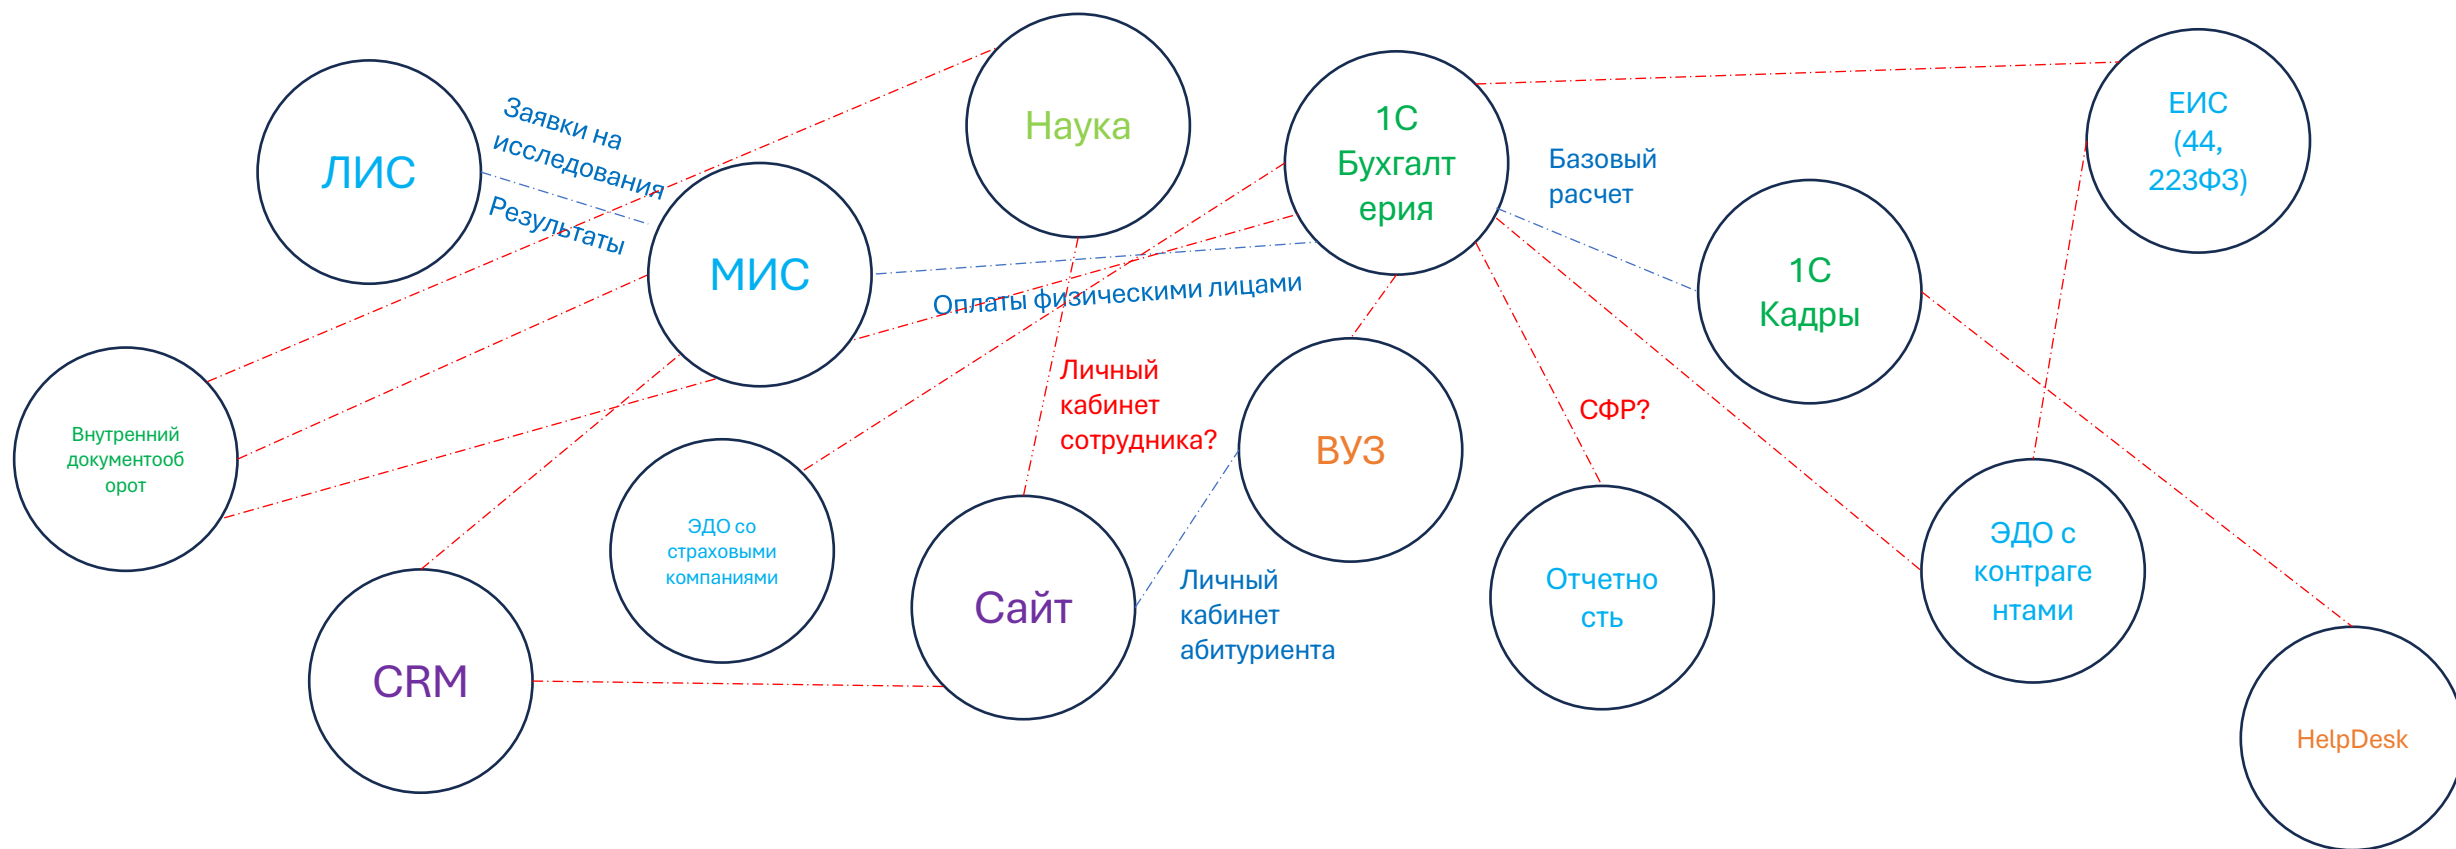 ЛИС
Заявки на
исследования
Результаты
МИС
Наука
1С
Бухгалт
ерия
Базовый
расчет
1С
Кадры
ЕИС
(44,
223ФЗ)
Оплаты физическими лицами
Внутренний
документооб
орот
Личный
кабинет
сотрудника?
ВУЗ
СФР?
ЭДО со
страховыми
компаниями
CRM
Сайт
Личный
кабинет
абитуриента
Отчетно
сть
ЭДО с
контраге
нтами
HelpDesk